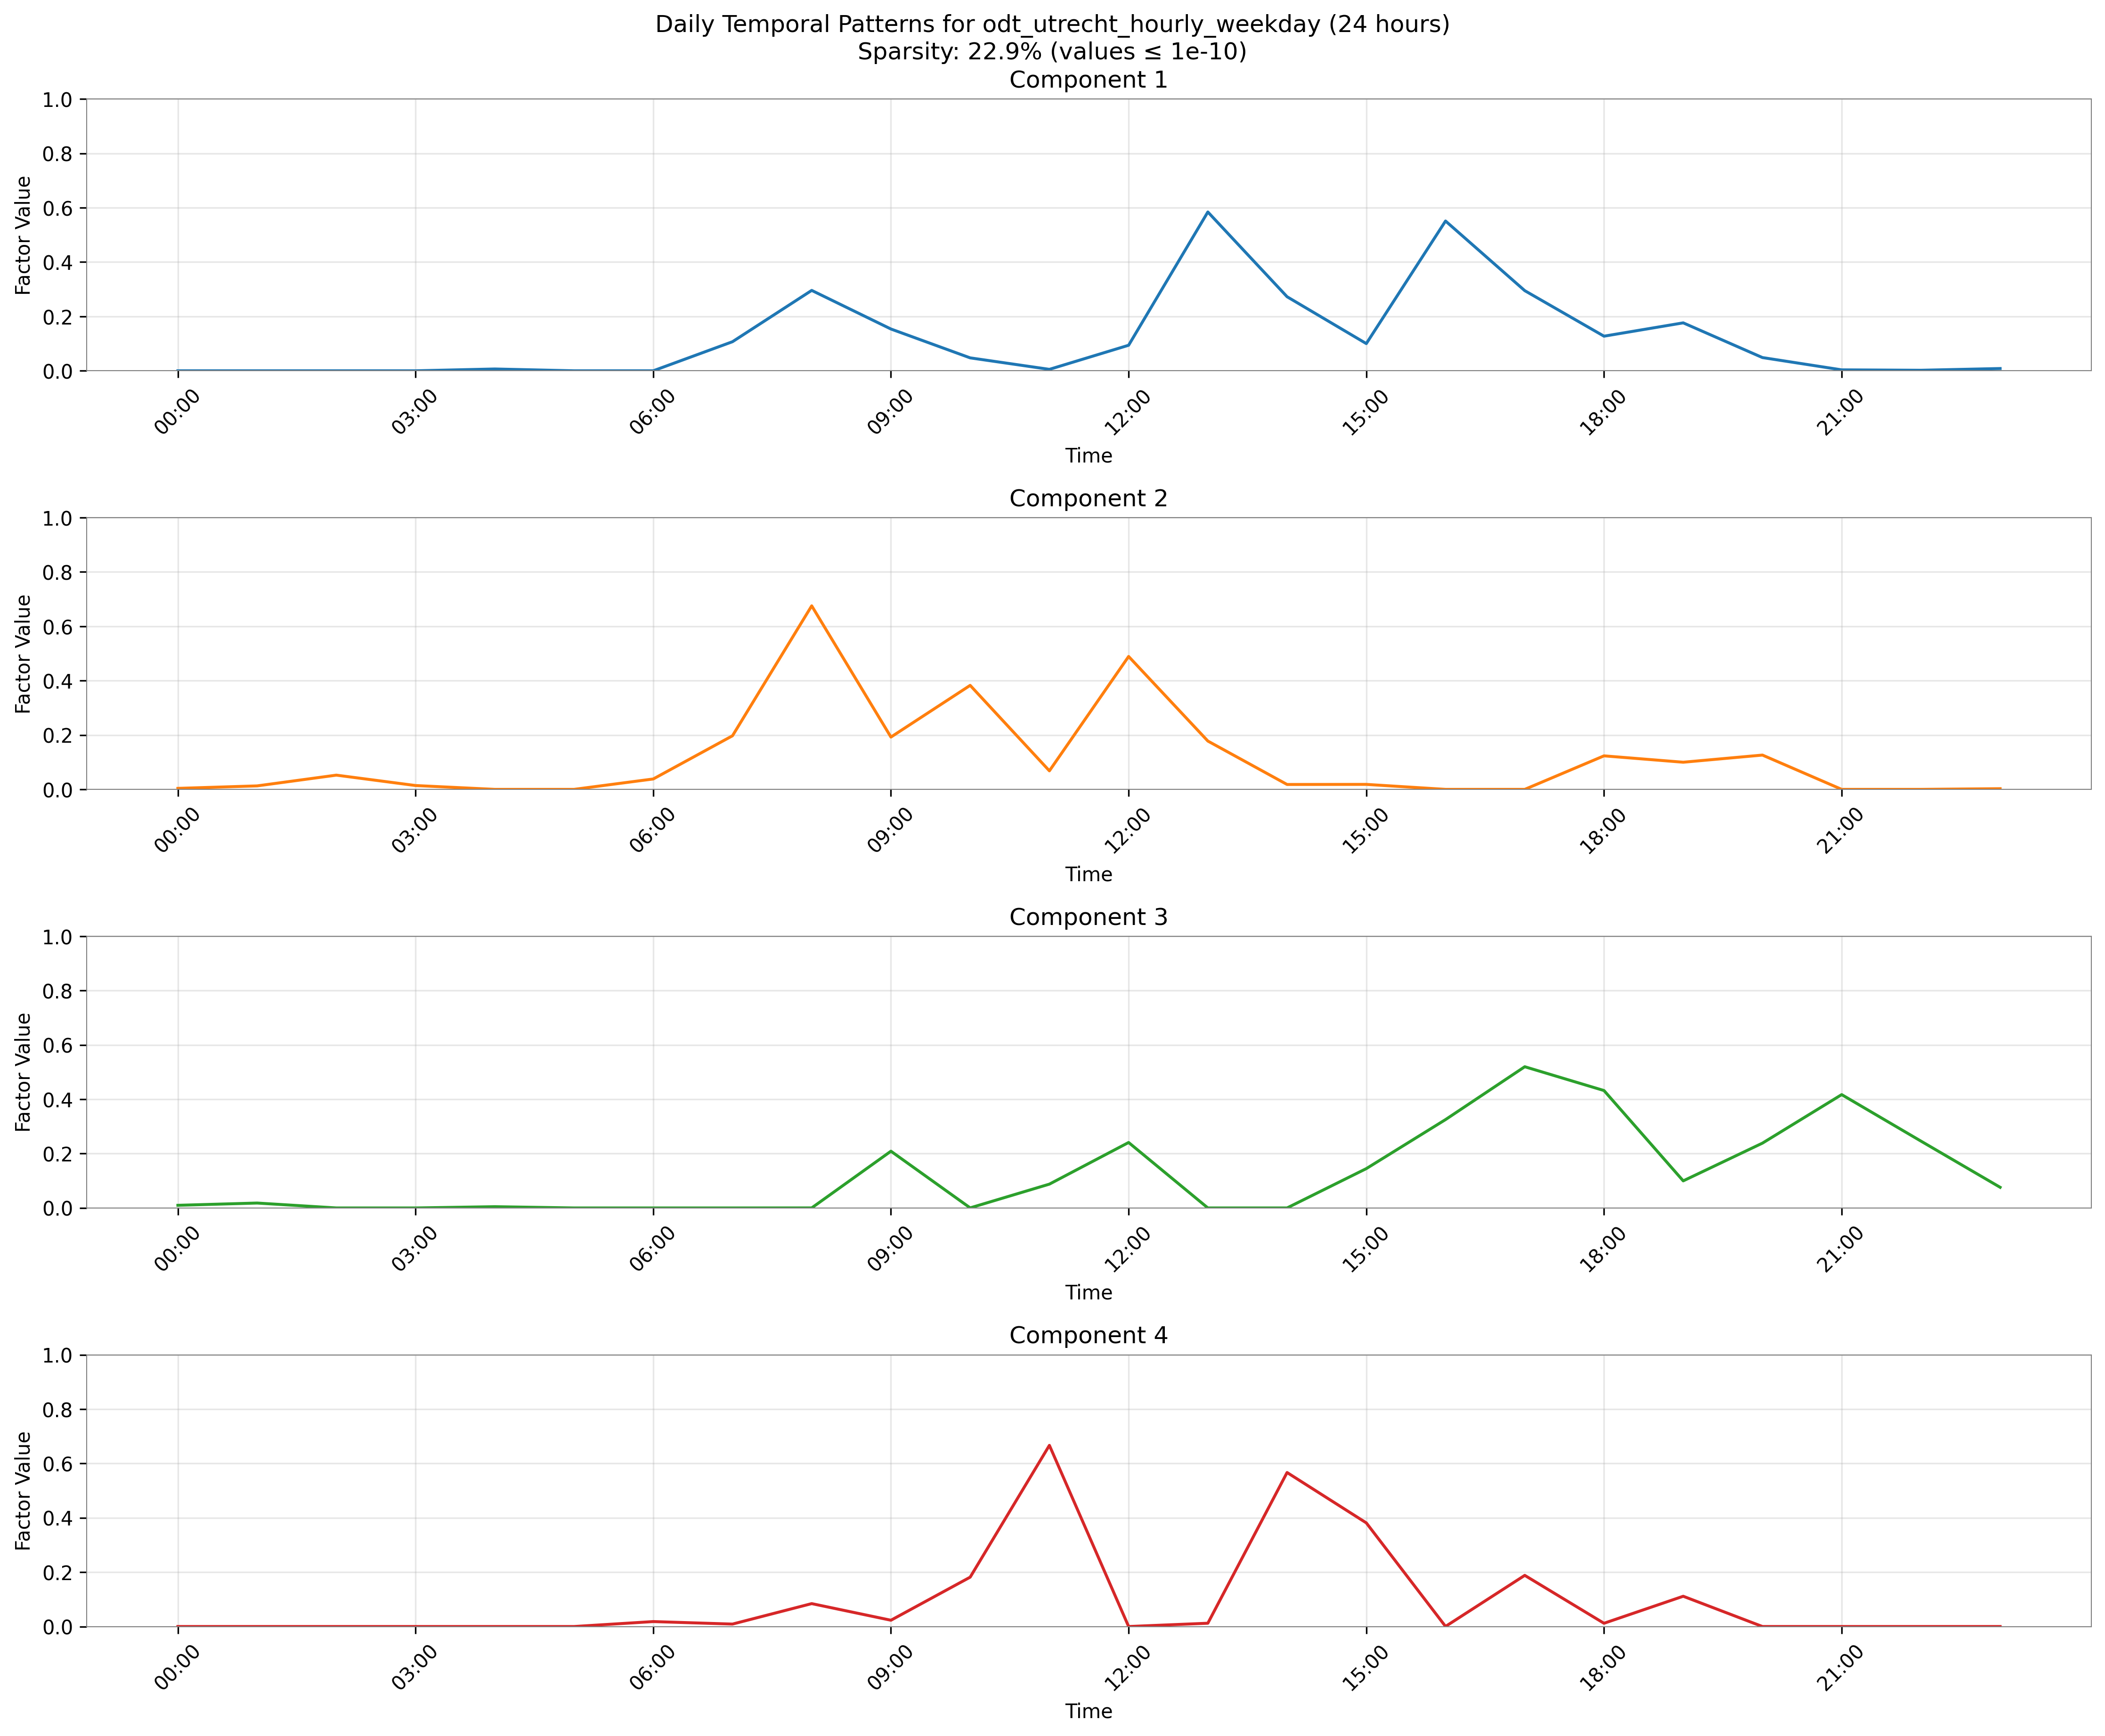 Daily Temporal Patterns for odt_utrecht_hourly_weekday (24 hours)
Sparsity: 22.9% (values ≤ 1e-10)
Component 1
1.0
0.8
0.6
0.4
0.2
0.0
Factor Value
00:00 03:00 06:00 09:00 12:00 15:00 18:00 21:00
Time
Component 2
1.0
0.8
0.6
0.4
0.2
0.0
Factor Value
00:00 03:00 06:00 09:00 12:00 15:00 18:00 21:00
Time
Component 3
1.0
0.8
0.6
0.4
0.2
0.0
Factor Value
00:00 03:00 06:00 09:00 12:00 15:00 18:00 21:00
Time
Component 4
1.0
0.8
0.6
0.4
0.2
0.0
Factor Value
00:00 03:00 06:00 09:00 12:00 15:00 18:00 21:00
Time